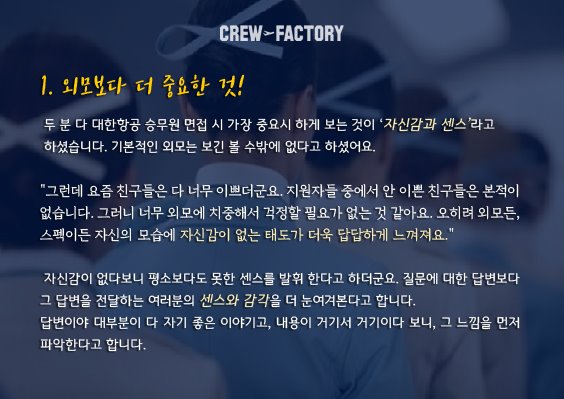 CREW FACTORY
1. 외모보다 더 중요한 것!
두 분 다 대한항공 승무원 면접 시 가장 중요시 하게 보는 것이 '자신감과 센스'라고
하셨습니다. 기본적인 외모는 보긴 볼 수밖에 없다고 하셨어요.
"그런데 요즘 친구들은 다 너무 이쁘더군요. 지원자들 중에서 안 이쁜 친구들은 본적이
없습니다. 그러니 너무 외모에 치중해서 걱정할 필요가 없는 것 같아요. 오히려 외모든,
스펙이든 자신의 모습에 자신감이 없는 태도가 더욱 답답하게 느껴져요."
자신감이 없다보니 평소보다도 못한 센스를 발휘 한다고 하더군요. 질문에 대한 답변보다
그 답변을 전달하는 여러분의 센스와 감각을 더 눈여겨본다고 합니다.
답변이야 대부분이 다 자기 좋은 이야기고, 내용이 거기서 거기이다 보니, 그 느낌을 먼저
파악한다고 합니다.